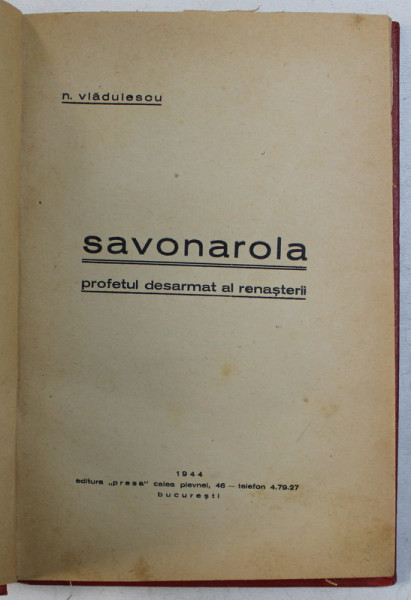 n. vlădulescu
savonarola
profetul desarmat al renașterii
1944
editura „presa” calea plevnei, 46 — telefon 4.79.27
bucurești